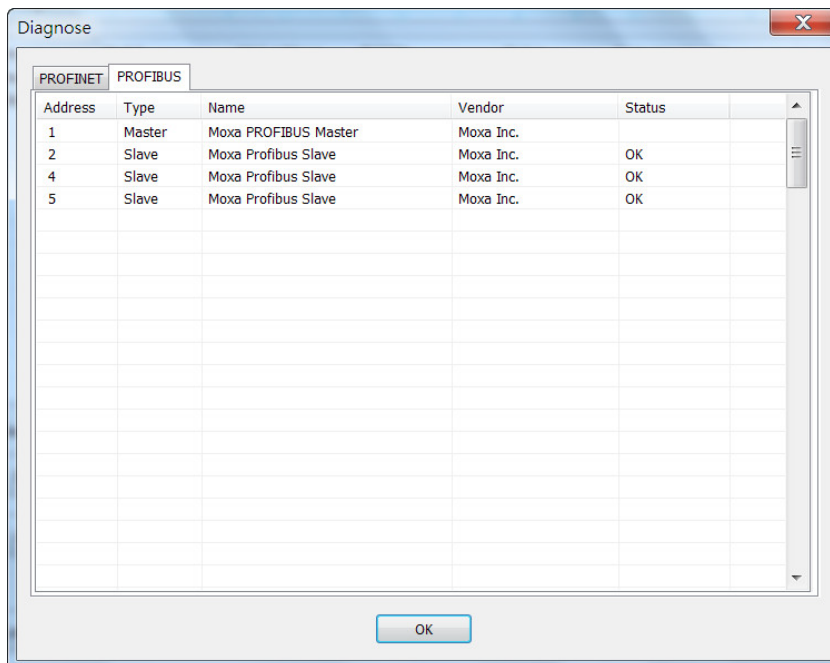 Diagnose
PROFINET PROFIBUS
Address Type Name Vendor Status
1 Master Moxa PROFIBUS Master Moxa Inc.
2 Slave Moxa Profibus Slave Moxa Inc. OK
4 Slave Moxa Profibus Slave Moxa Inc. OK
5 Slave Moxa Profibus Slave Moxa Inc. OK
OK